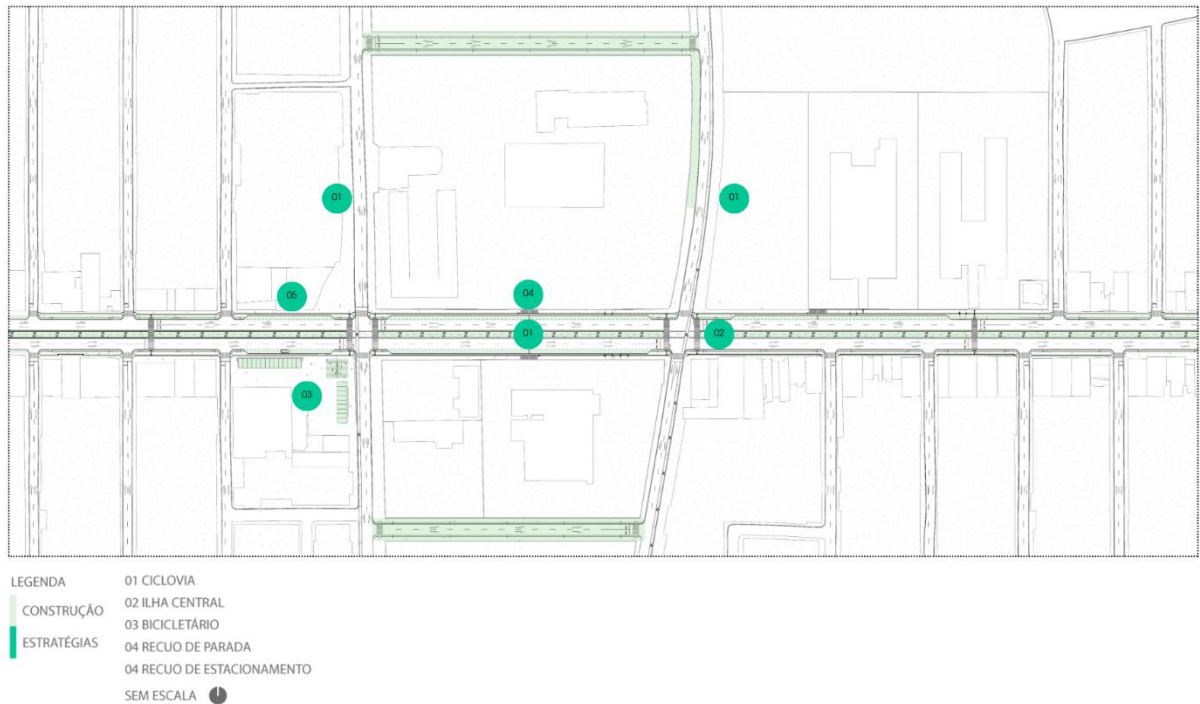 01
01
05
04
01
02
03
LEGENDA
CONSTRUÇÃO
ESTRATÉGIAS
01 CICLOVIA
02 ILHA CENTRAL
03 BICICLETÁRIO
04 RECUO DE PARADA
04 RECUO DE ESTACIONAMENTO
SEM ESCALA